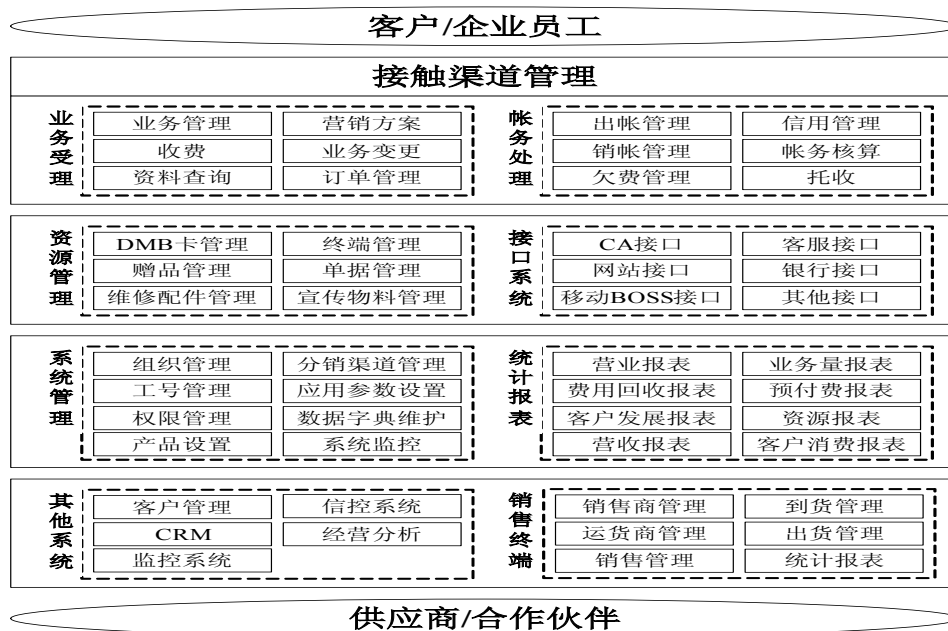 客户/企业员工
接触渠道管理
业务受理
业务管理 营销方案
收费 业务变更
资料查询 订单管理
帐务处理
出帐管理 信用管理
销帐管理 帐务核算
欠费管理 托收
资源管理
DMB卡管理 终端管理
赠品管理 单据管理
维修配件管理 宣传物料管理
接口系统
CA接口 客服接口
网站接口 银行接口
移动BOSS接口 其他接口
系统管理
组织管理 分销渠道管理
工号管理 应用参数设置
权限管理 数据字典维护
产品设置 系统监控
统计报表
营业报表 业务量报表
费用回收报表 预付费报表
客户发展报表 资源报表
营收报表 客户消费报表
其他系统
客户管理 信控系统
CRM 经营分析
监控系统
销售终端
销售商管理 到货管理
运货商管理 出货管理
销售管理 统计报表
供应商/合作伙伴